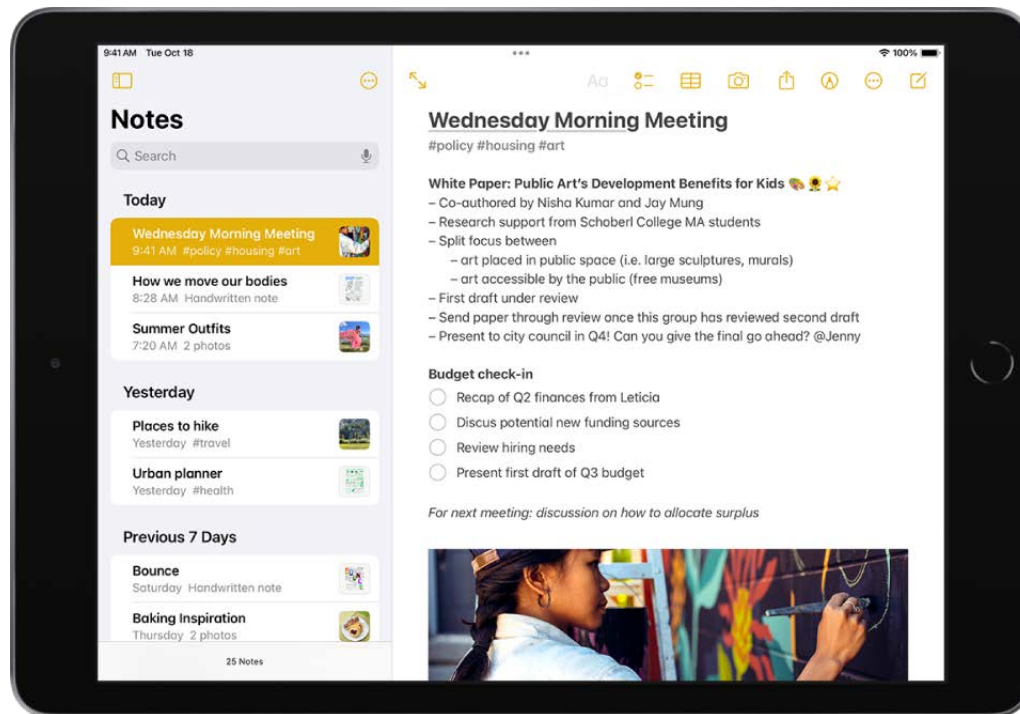 9:41 AM Tue Oct 18
100%
Notes
Search
Today
Wednesday Morning Meeting
9:41 AM #policy #housing #art
How we move our bodies
8:28 AM Handwritten note
Summer Outfits
7:20 AM 2 photos
Yesterday
Places to hike
Yesterday #travel
Urban planner
Yesterday #health
Previous 7 Days
Bounce
Saturday Handwritten note
Baking Inspiration
Thursday 2 photos
25 Notes
Aa
Wednesday Morning Meeting
#policy #housing #art
White Paper: Public Art’s Development Benefits for Kids 🎨 🌻 ⭐
– Co-authored by Nisha Kumar and Jay Mung
– Research support from Schoberl College MA students
– Split focus between
– art placed in public space (i.e. large sculptures, murals)
– art accessible by the public (free museums)
– First draft under review
– Send paper through review once this group has reviewed second draft
– Present to city council in Q4! Can you give the final go ahead? @Jenny
Budget check-in
Recap of Q2 finances from Leticia
Discus potential new funding sources
Review hiring needs
Present first draft of Q3 budget
For next meeting: discussion on how to allocate surplus